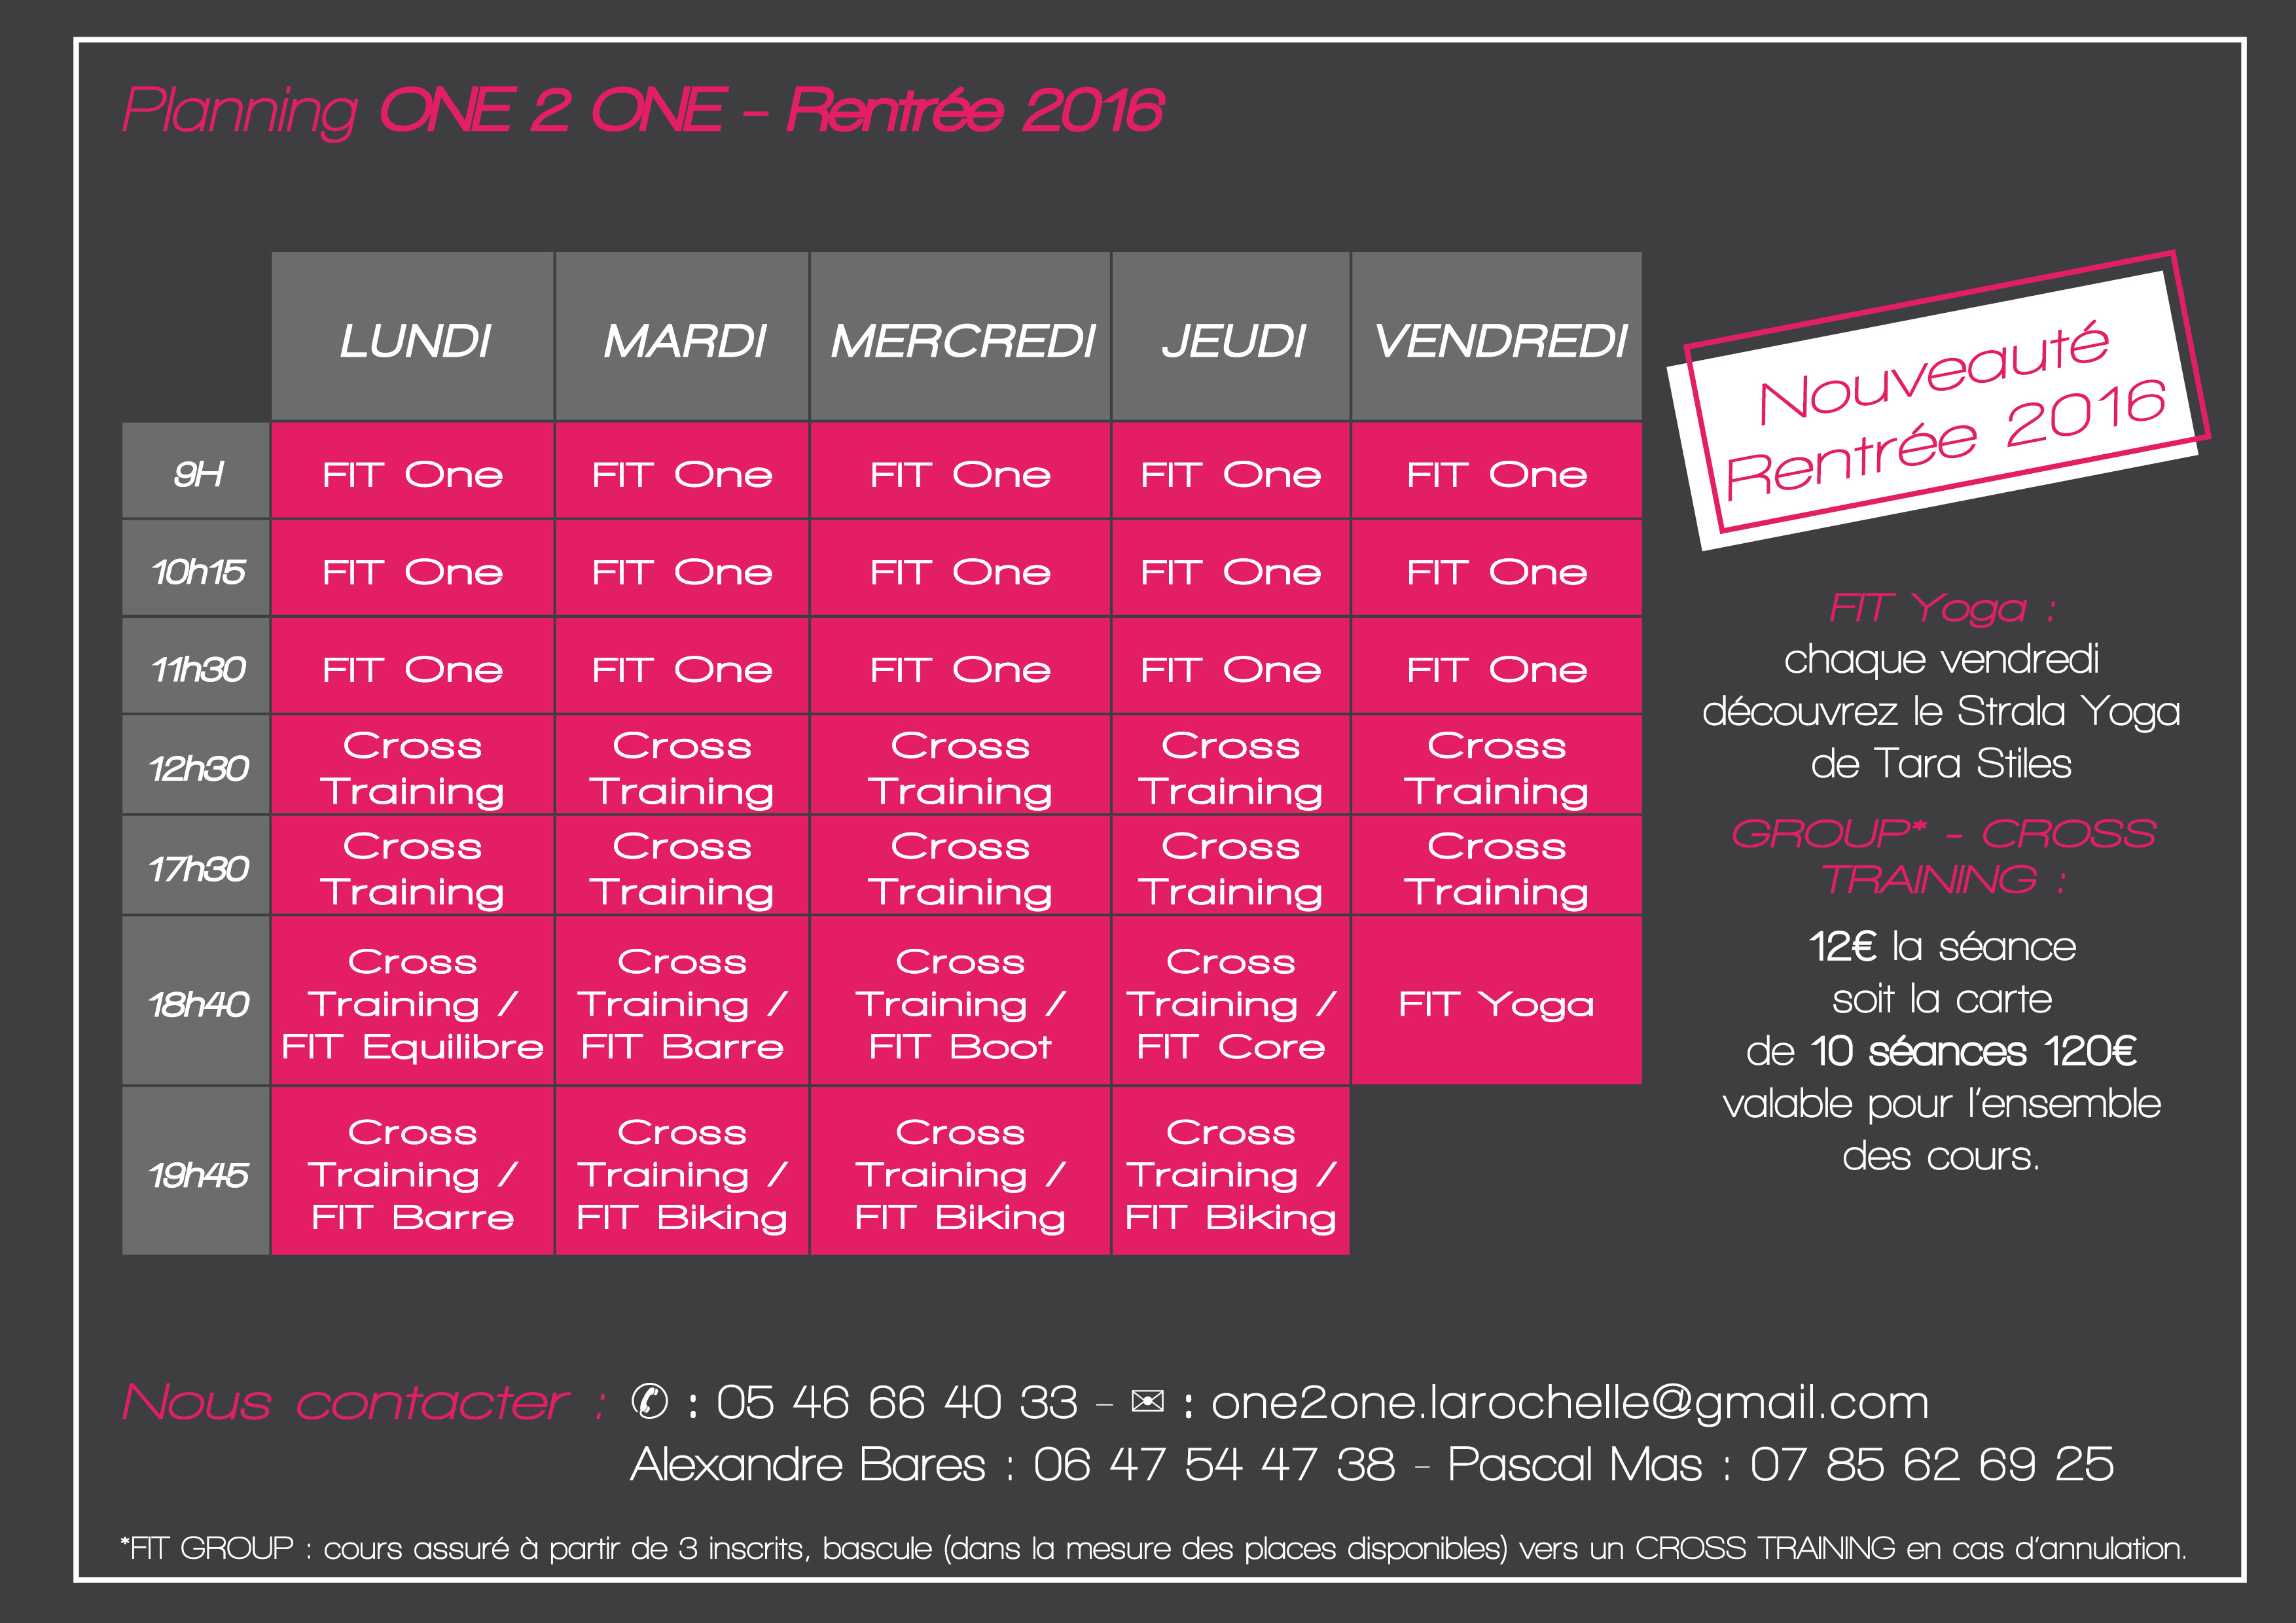 Planning ONE 2 ONE - Rentrée 2016
LUNDI MARDI MERCREDI JEUDI VENDREDI
9H FIT One FIT One FIT One FIT One FIT One
10h15 FIT One FIT One FIT One FIT One FIT One
11h30 FIT One FIT One FIT One FIT One FIT One
Cross Cross Cross Cross Cross
12h30
Training Training Training Training Training
Cross Cross Cross Cross Cross
17h30
Training Training Training Training Training
Cross Cross Cross Cross
18h40 Training / Training / Training / Training / FIT Yoga
FIT Equilibre FIT Barre FIT Boot FIT Core
Cross Cross Cross Cross
19h45 Training / Training / Training / Training /
FIT Barre FIT Biking FIT Biking FIT Biking
Nouveauté
Rentrée 2016
FIT Yoga :
chaque vendredi
découvrez le Strala Yoga
de Tara Stiles
GROUP* - CROSS
TRAINING :
12€ la séance
soit la carte
de 10 séances 120€
valable pour l'ensemble
des cours.
Nous contacter : ✆ : 05 46 66 40 33 - ✉ : one2one.larochelle@gmail.com
Alexandre Bares : 06 47 54 47 38 - Pascal Mas : 07 85 62 69 25
*FIT GROUP : cours assuré à partir de 3 inscrits, bascule (dans la mesure des places disponibles) vers un CROSS TRAINING en cas d'annulation.